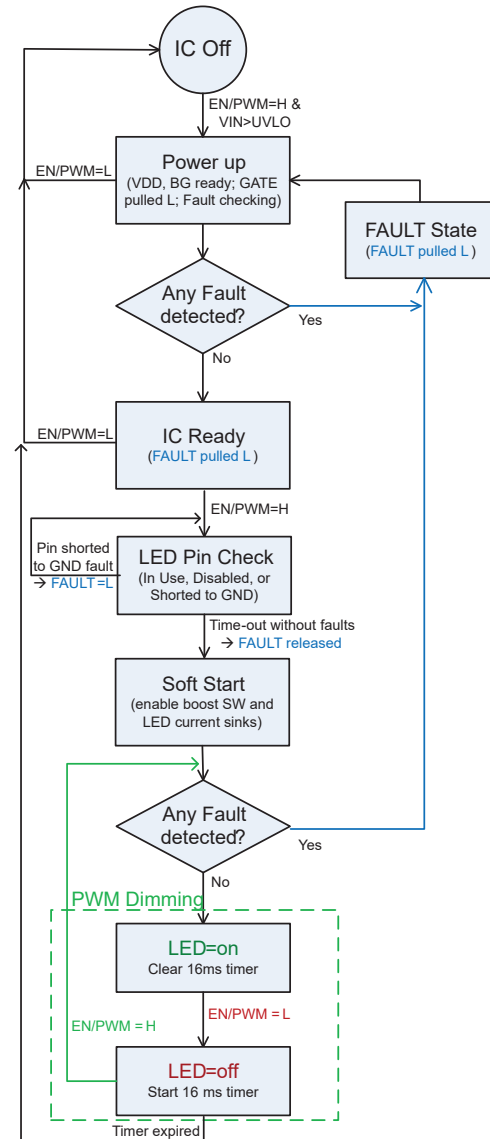 IC Off
EN/PWM=H &
VIN>UVLO
EN/PWM=L
Power up
(VDD, BG ready; GATE
pulled L; Fault checking)
FAULT State
(FAULT pulled L )
Any Fault
detected?
Yes
No
EN/PWM=L
IC Ready
(FAULT pulled L )
EN/PWM=H
Pin shorted
to GND fault
→ FAULT =L
LED Pin Check
(In Use, Disabled, or
Shorted to GND)
Time-out without faults
→ FAULT released
Soft Start
(enable boost SW and
LED current sinks)
Any Fault
detected?
Yes
No
PWM Dimming
LED=on
Clear 16ms timer
EN/PWM = H
EN/PWM = L
LED=off
Start 16 ms timer
Timer expired